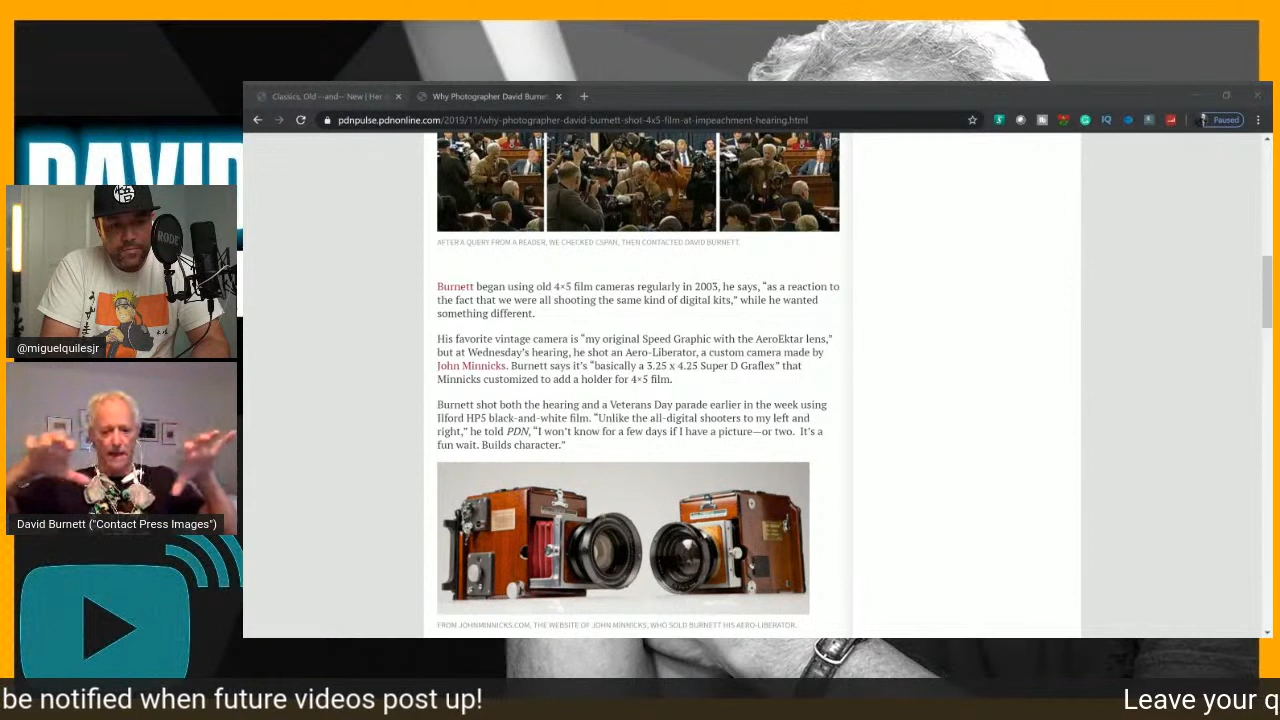 Classics, Old --and-- New | Her
Why Photographer David Burne
pdnpulse.pdnonline.com/2019/11/why-photographer-david-burnett-shot-4x5-film-at-impeachment-hearing.html
Paused
AFTER A QUERY FROM A READER, WE CHECKED CSPAN, THEN CONTACTED DAVID BURNETT.
Burnett began using old 4×5 film cameras regularly in 2003, he says, “as a reaction to
the fact that we were all shooting the same kind of digital kits,” while he wanted
something different.
His favorite vintage camera is “my original Speed Graphic with the AeroEktar lens,”
but at Wednesday’s hearing, he shot an Aero-Liberator, a custom camera made by
John Minnicks. Burnett says it’s “basically a 3.25 x 4.25 Super D Graflex” that
Minnicks customized to add a holder for 4×5 film.
Burnett shot both the hearing and a Veterans Day parade earlier in the week using
Ilford HP5 black-and-white film. “Unlike the all-digital shooters to my left and
right,” he told PDN, “I won’t know for a few days if I have a picture—or two.  It’s a
fun wait. Builds character.”
FROM JOHNMINNICKS.COM, THE WEBSITE OF JOHN MINNICKS, WHO SOLD BURNETT HIS AERO-LIBERATOR.
DAVID
RODE
@miguelquilesjr
David Burnett ("Contact Press Images")
be notified when future videos post up!
Leave your q